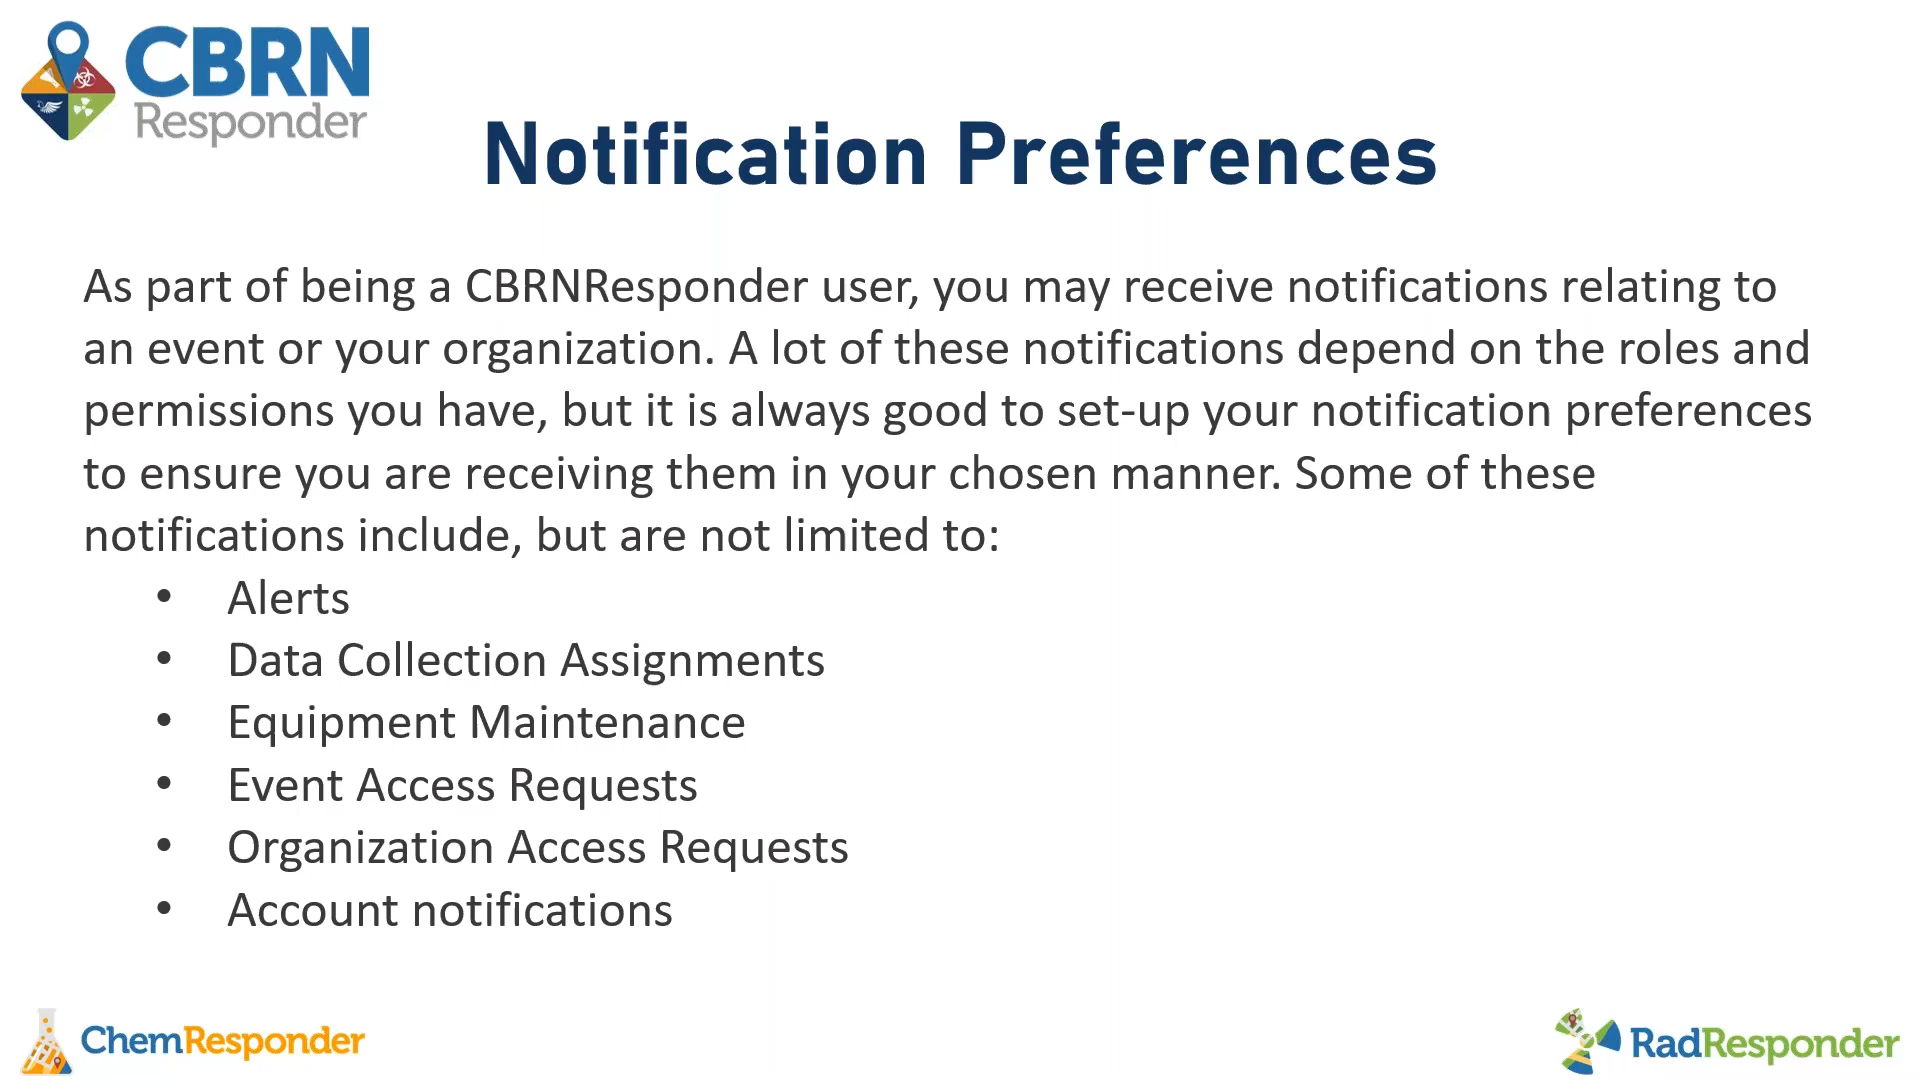 CBRN
Responder
Notification Preferences
As part of being a CBRNResponder user, you may receive notifications relating to
an event or your organization. A lot of these notifications depend on the roles and
permissions you have, but it is always good to set-up your notification preferences
to ensure you are receiving them in your chosen manner. Some of these
notifications include, but are not limited to:
• Alerts
• Data Collection Assignments
• Equipment Maintenance
• Event Access Requests
• Organization Access Requests
• Account notifications
ChemResponder
RadResponder